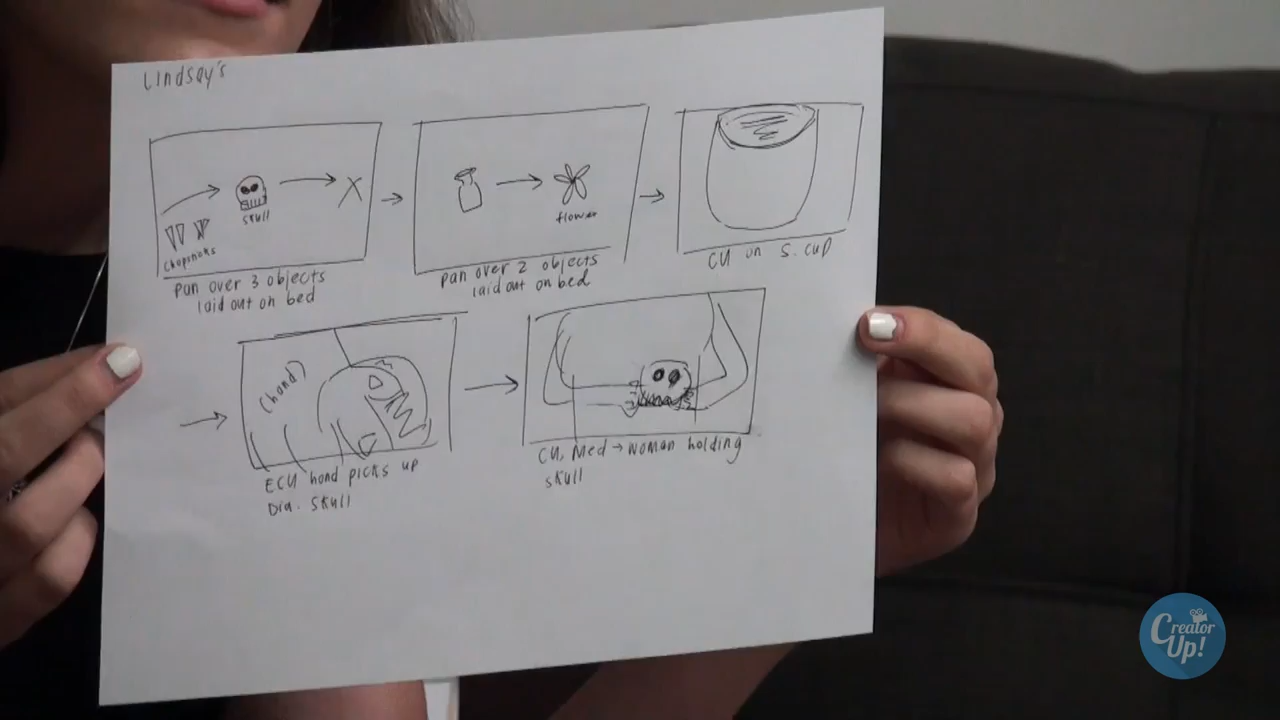 Lindsay's
skull
Chopsticks
X
flower
pan over 3 objects
laid out on bed
pan over 2 objects
laid out on bed
CU on S. cup
(hand)
ECU hand picks up
Dia. skull
CU, Med → woman holding
skull
Creator
Up!